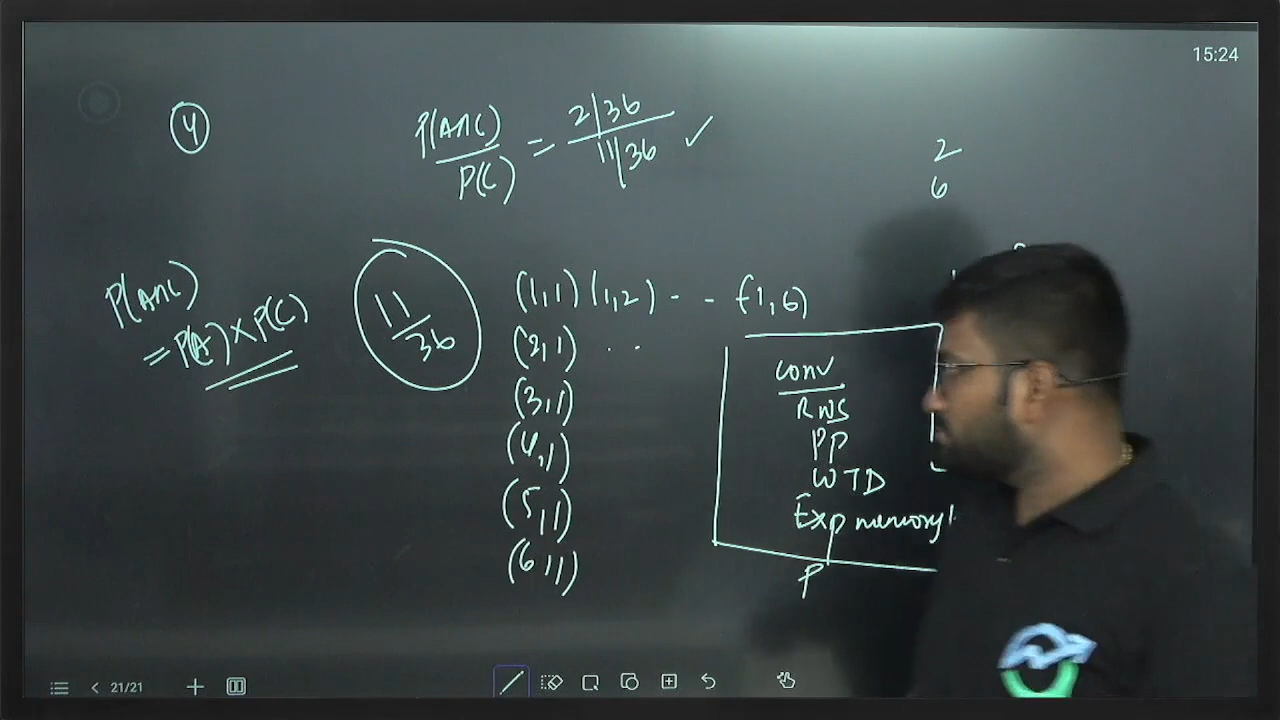 15:24
4
P(A∩C)
P(C)
=
2/36
11/36
✓
2
6
P(A∩C)
= P(A) × P(C)
11
36
(1,1) (1,2) - - (1,6)
(2,1) ..
(3,1)
(4,1)
(5,1)
(6,1)
conv
RWS
PP
WTD
Exp memory
P
21/21